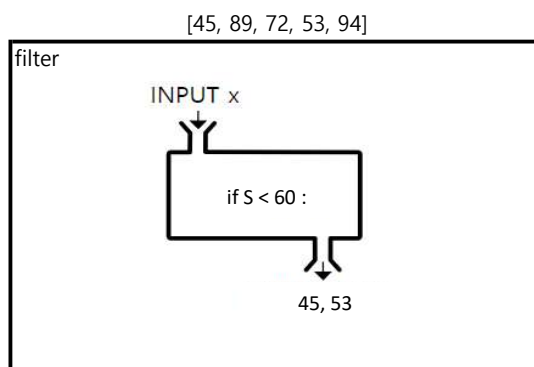 [45, 89, 72, 53, 94]
filter
INPUT x
if S < 60 :
45, 53